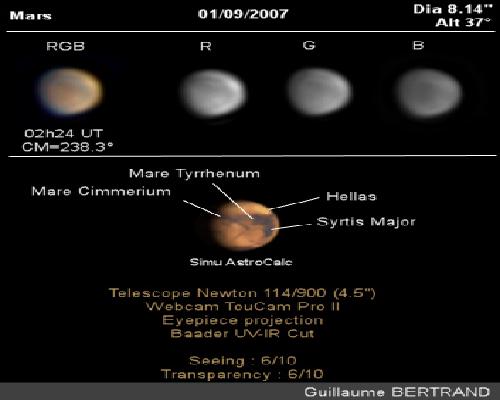 Mars 01/09/2007 Dia 8.14"
Alt 37°
RGB R G B
02h24 UT
CM=238.3°
Mare Tyrrhenum
Mare Cimmerium
Hellas
Syrtis Major
Simu AstroCalc
Telescope Newton 114/900 (4.5")
Webcam TouCam Pro II
Eyepiece projection
Baader UV-IR Cut
Seeing : 6/10
Transparency : 6/10
Guillaume BERTRAND